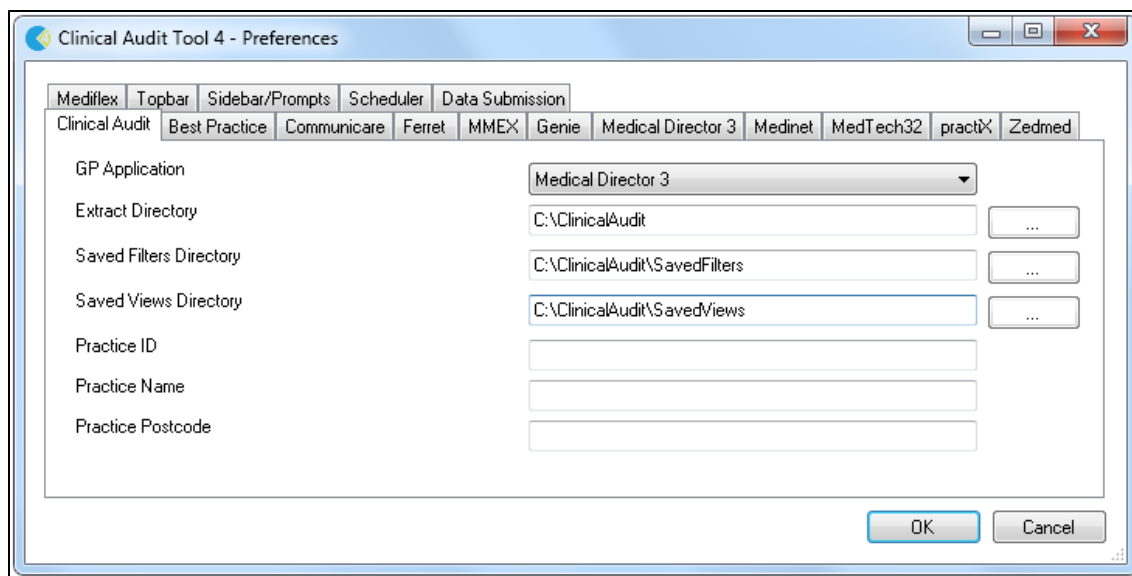 Clinical Audit Tool 4 - Preferences
Mediflex Topbar Sidebar/Prompts Scheduler Data Submission
Clinical Audit Best Practice Communicare Ferret MMEX Genie Medical Director 3 Medinet MedTech32 practiX Zedmed
GP Application Medical Director 3
Extract Directory C:\ClinicalAudit ...
Saved Filters Directory C:\ClinicalAudit\SavedFilters ...
Saved Views Directory C:\ClinicalAudit\SavedViews ...
Practice ID
Practice Name
Practice Postcode
OK Cancel